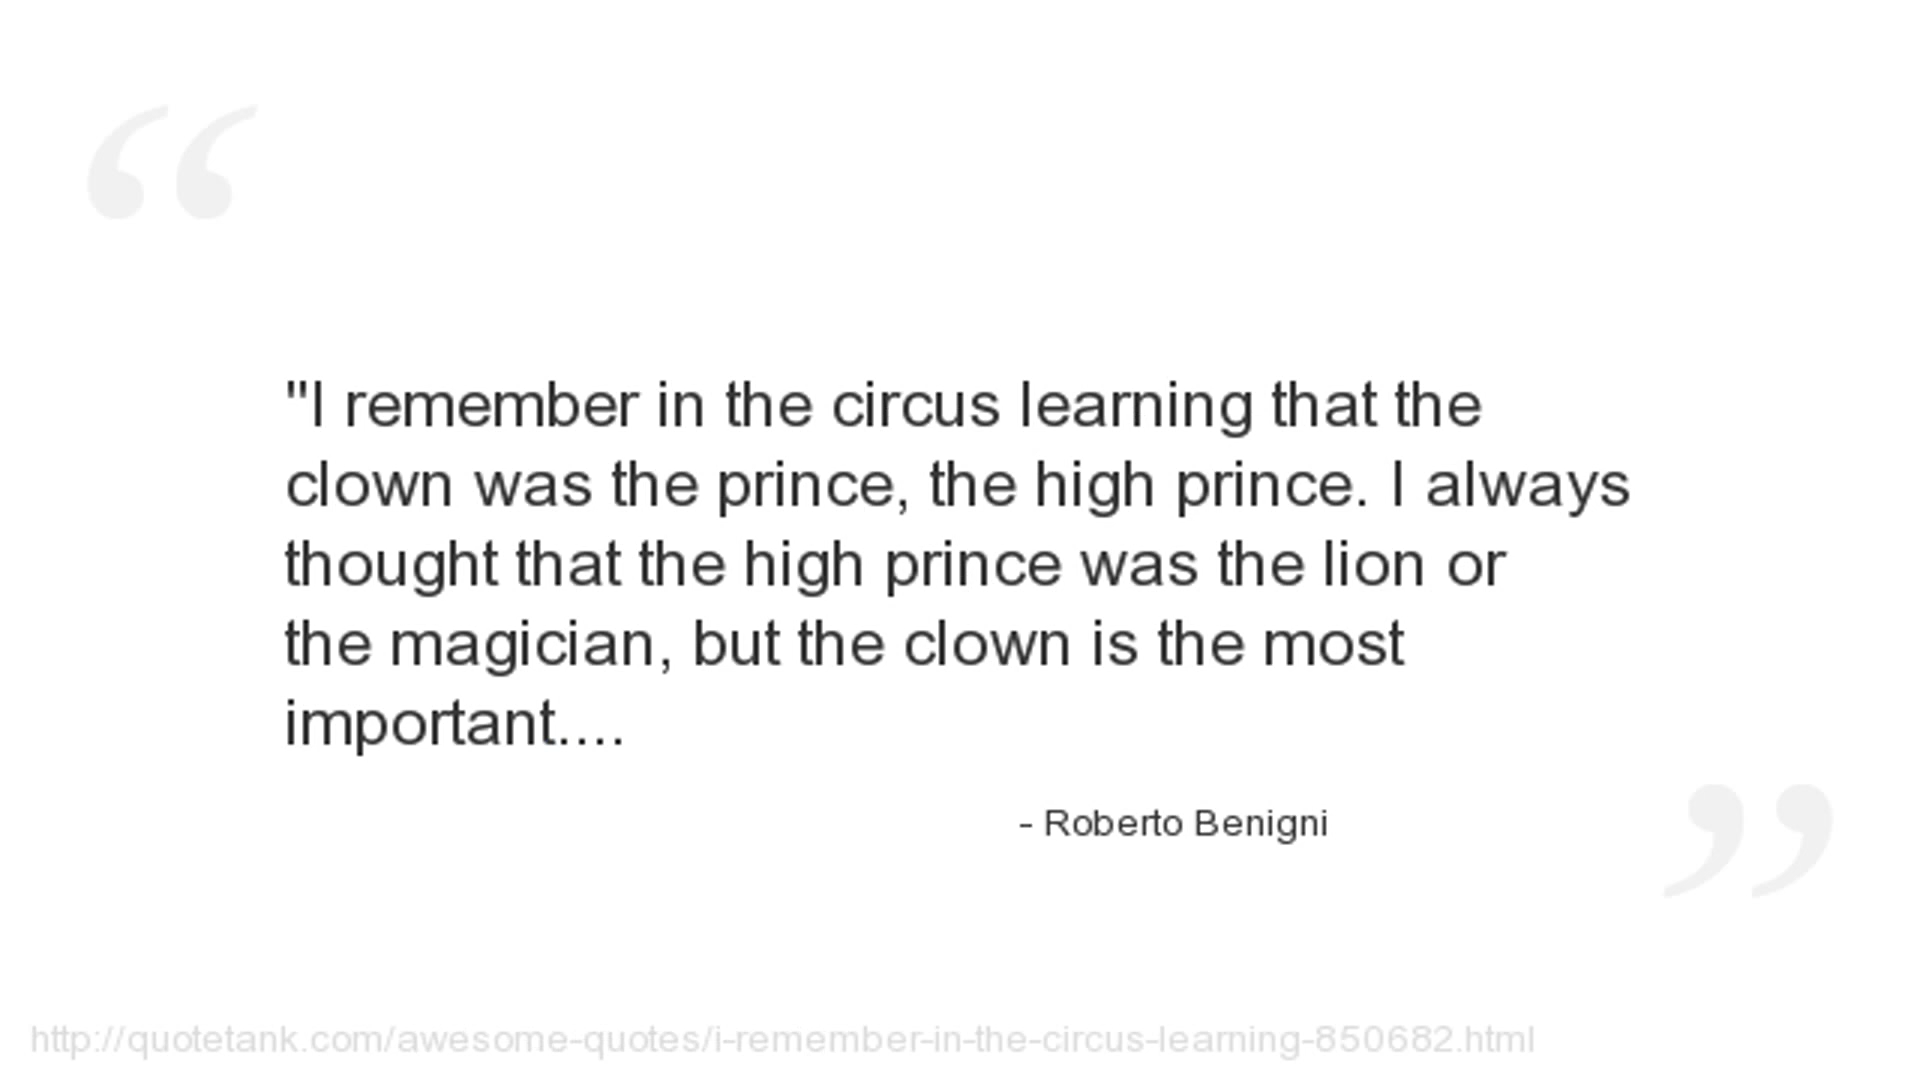 "I remember in the circus learning that the
clown was the prince, the high prince. I always
thought that the high prince was the lion or
the magician, but the clown is the most
important....
- Roberto Benigni
http://quotetank.com/awesome-quotes/i-remember-in-the-circus-learning-850682.html